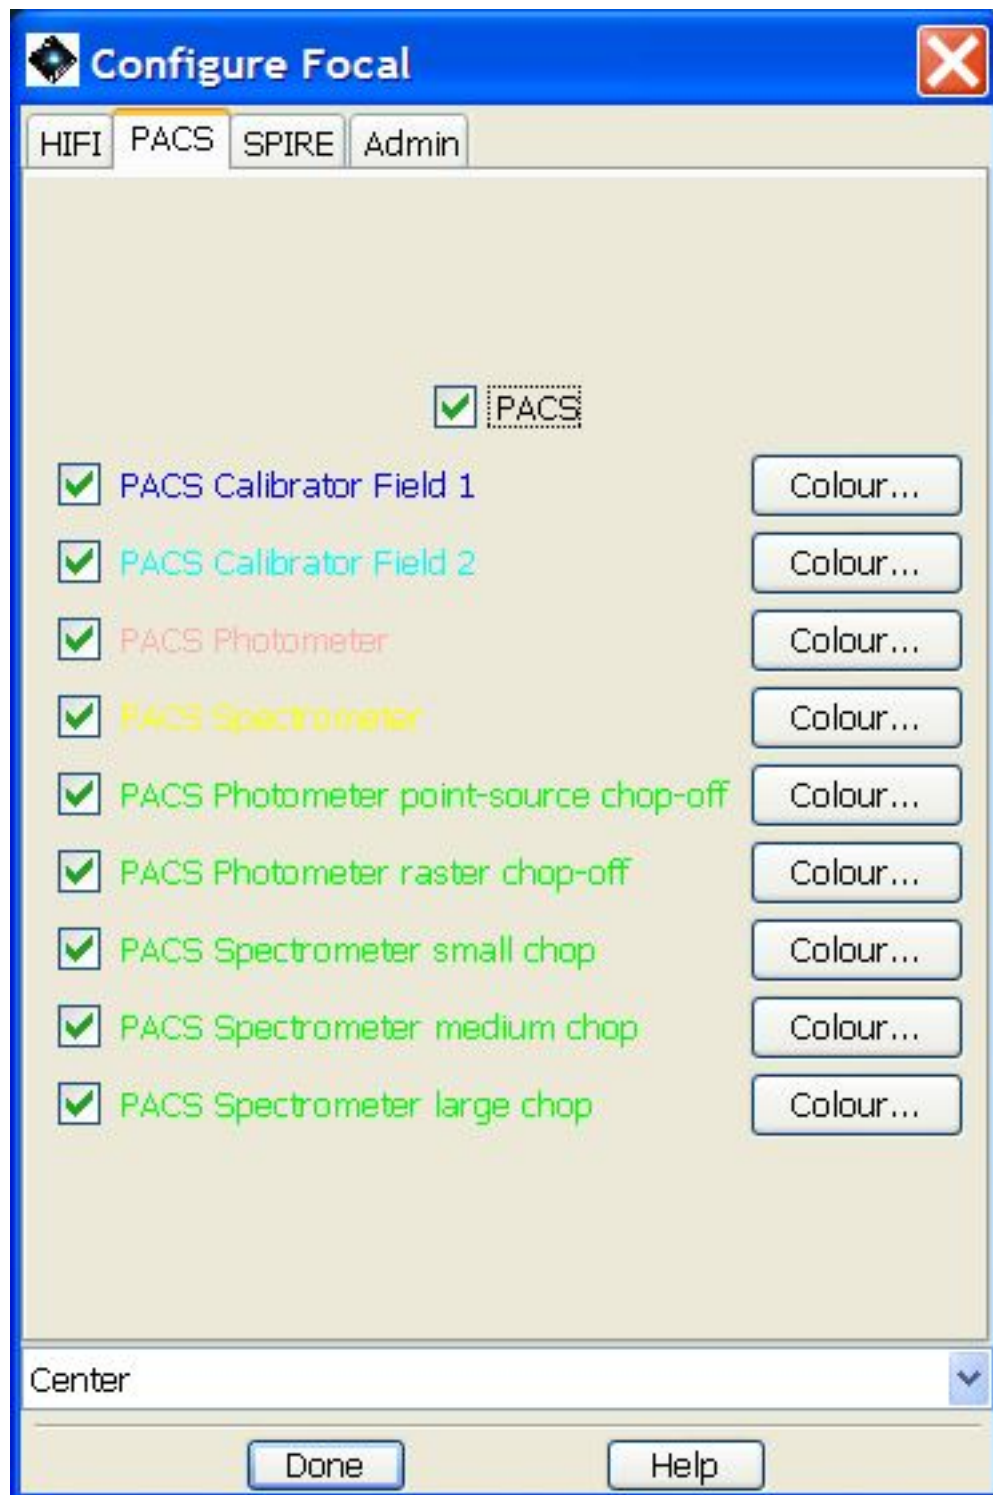 Configure Focal
HIFI PACS SPIRE Admin
PACS
PACS Calibrator Field 1 Colour...
PACS Calibrator Field 2 Colour...
PACS Photometer Colour...
PACS Spectrometer Colour...
PACS Photometer point-source chop-off Colour...
PACS Photometer raster chop-off Colour...
PACS Spectrometer small chop Colour...
PACS Spectrometer medium chop Colour...
PACS Spectrometer large chop Colour...
Center
Done Help